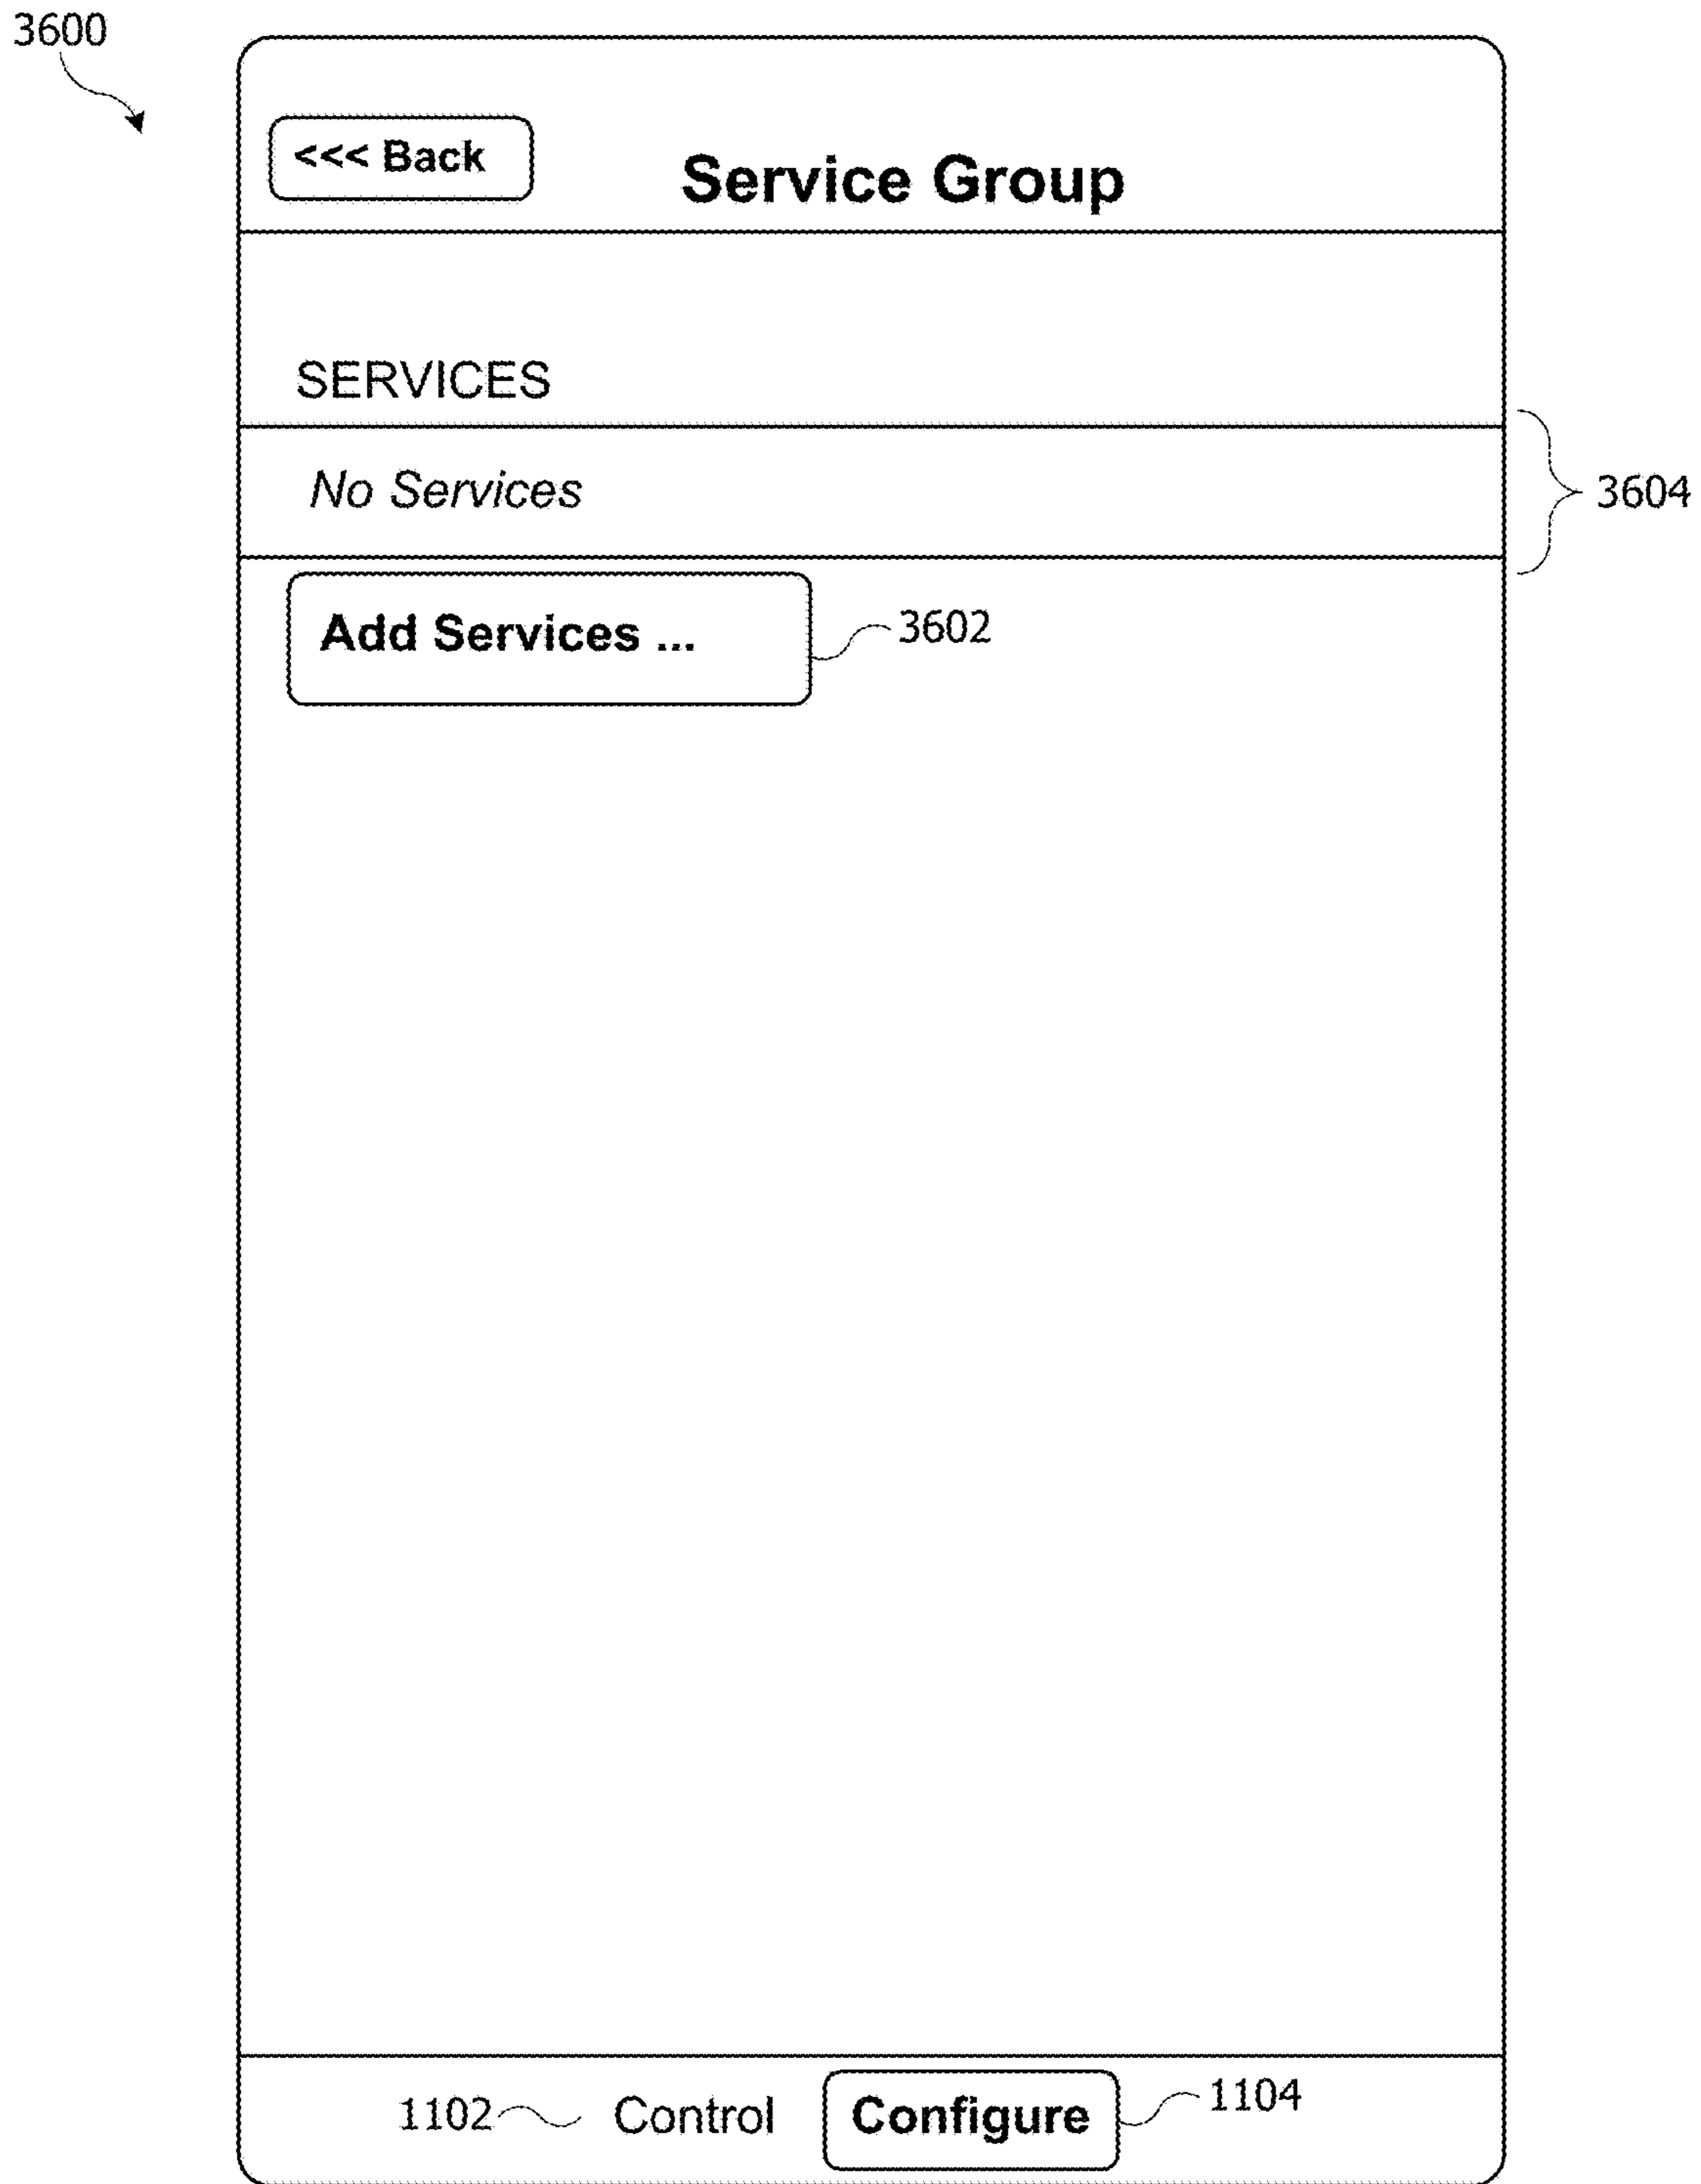 3600
<<< Back
Service Group
SERVICES
No Services
3604
Add Services ...
3602
1102 Control Configure 1104